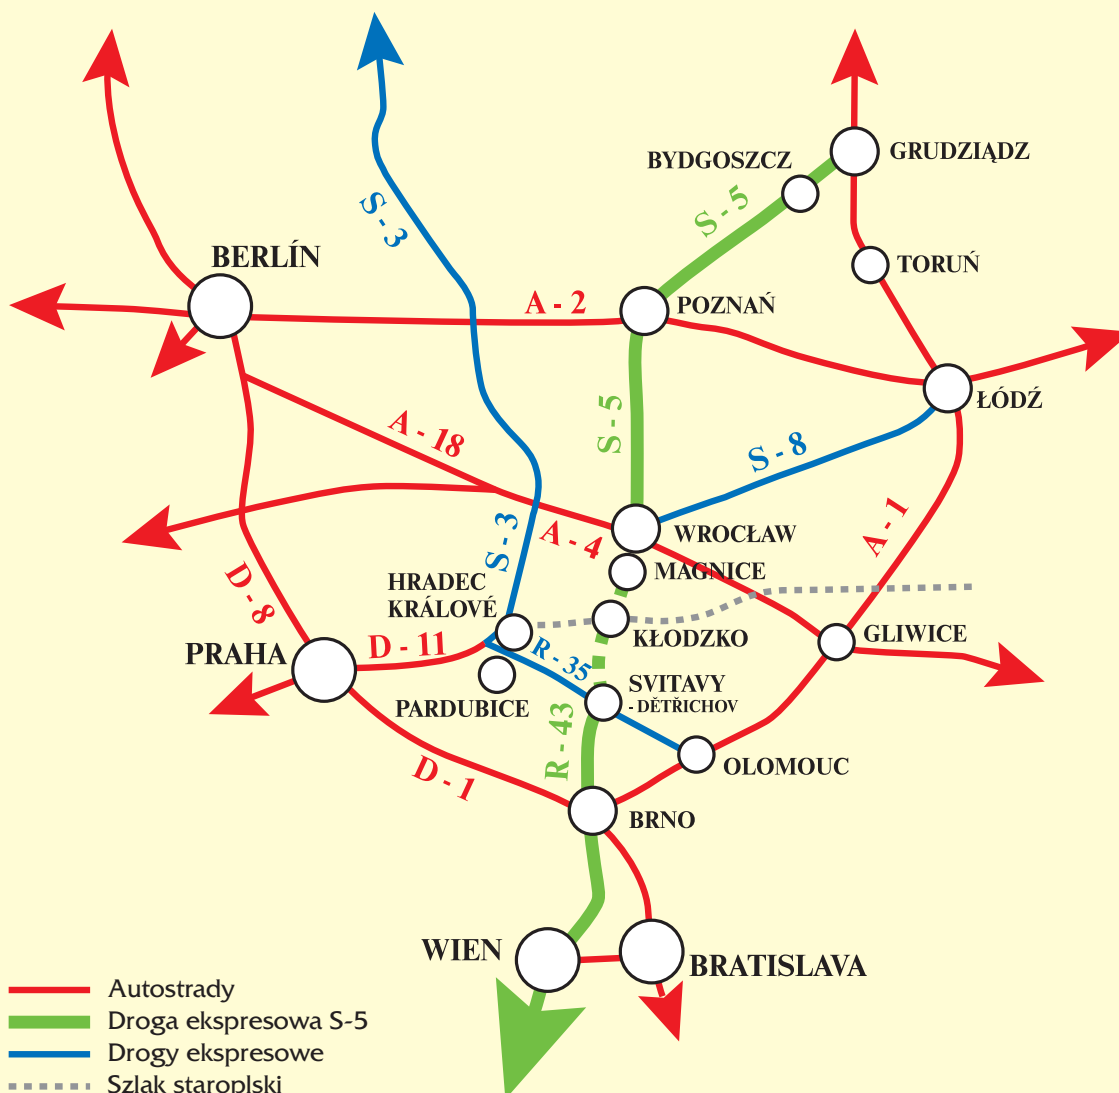 GRUDZIĄDZ
BYDGOSZCZ
S - 5
S - 3
TORUŃ
BERLÍN
A - 2
POZNAŃ
ŁÓDŹ
S - 5
A - 18
S - 8
A - 1
WROCŁAW
A - 4
S - 3
MAGNICE
HRADEC
KRÁLOVÉ
D - 8
KŁODZKO
GLIWICE
D - 11
PRAHA
R - 35
SVITAVY
- DĚTŘICHOV
PARDUBICE
R - 43
OLOMOUC
D - 1
BRNO
WIEN
BRATISLAVA
Autostrady
Droga ekspresowa S-5
Drogy ekspresowe
Szlak staroplski